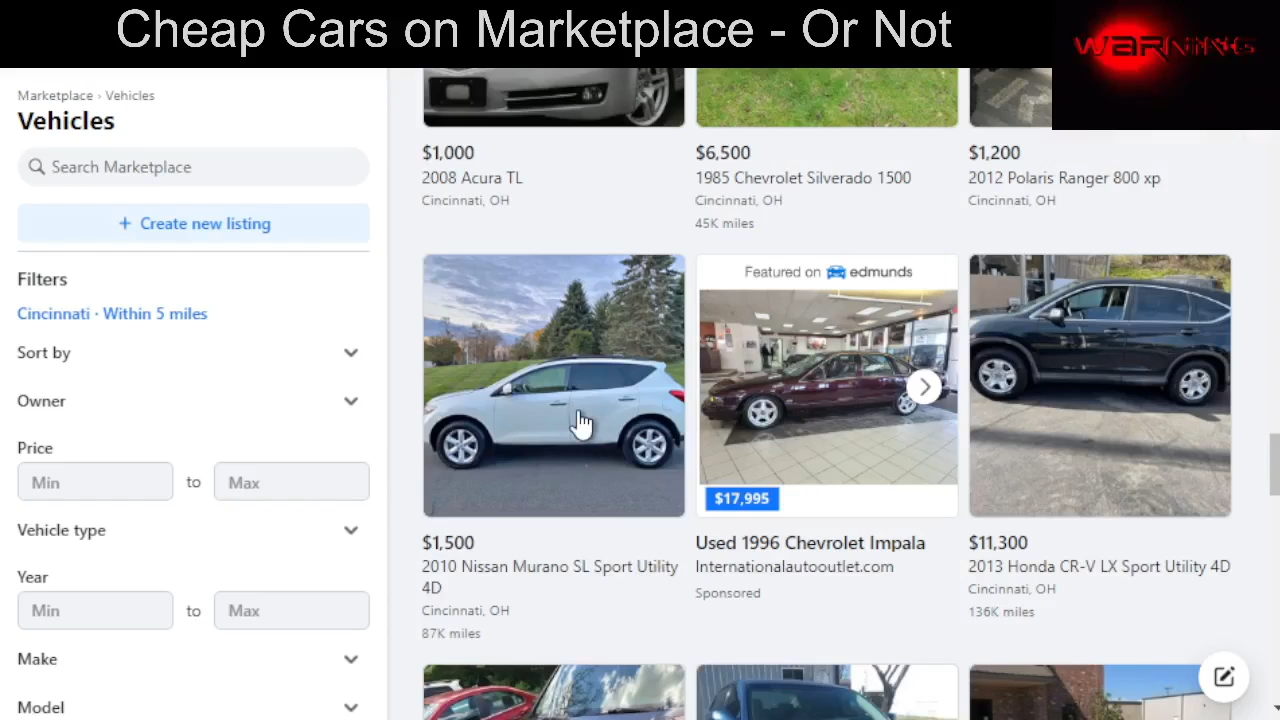 Cheap Cars on Marketplace - Or Not
WARNING
Marketplace › Vehicles
Vehicles
Search Marketplace
+ Create new listing
Filters
Cincinnati · Within 5 miles
Sort by
Owner
Price
Min to Max
Vehicle type
Year
Min to Max
Make
Model
$1,000
2008 Acura TL
Cincinnati, OH
$6,500
1985 Chevrolet Silverado 1500
Cincinnati, OH
45K miles
$1,200
2012 Polaris Ranger 800 xp
Cincinnati, OH
$1,500
2010 Nissan Murano SL Sport Utility
4D
Cincinnati, OH
87K miles
Featured on edmunds
$17,995
Used 1996 Chevrolet Impala
Internationalautooutlet.com
Sponsored
$11,300
2013 Honda CR-V LX Sport Utility 4D
Cincinnati, OH
136K miles